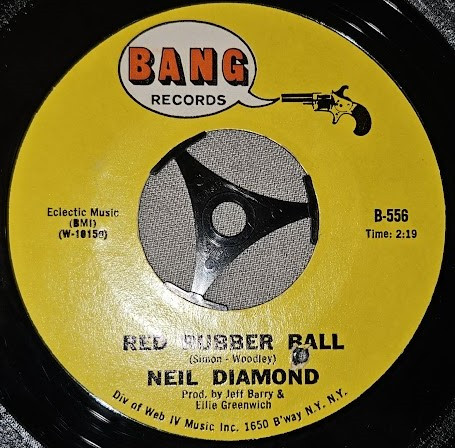 BANG
RECORDS
Eclectic Music
(BMI)
(W-1015g)
B-556
Time: 2:19
RED RUBBER BALL
(Simon - Woodley)
NEIL DIAMOND
Prod. by Jeff Barry &
Ellie Greenwich
Div of Web IV Music Inc. 1650 B'way N.Y. N.Y.